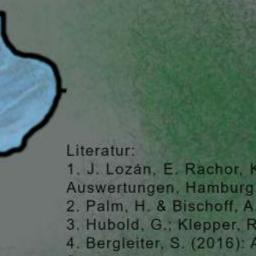 Literatur:
1. J. Lozán, E. Rachor, K
Auswertungen, Hamburg
2. Palm, H. & Bischoff, A.
3. Hubold, G.; Klepper, R
4. Bergleiter, S. (2016): A